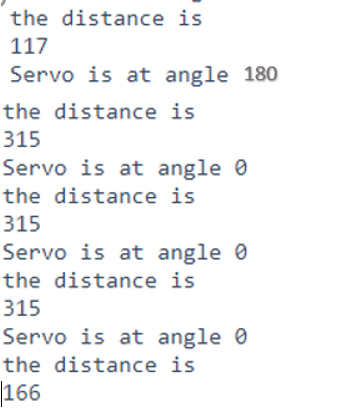 the distance is
117
Servo is at angle 180
the distance is
315
Servo is at angle 0
the distance is
315
Servo is at angle 0
the distance is
315
Servo is at angle 0
the distance is
166